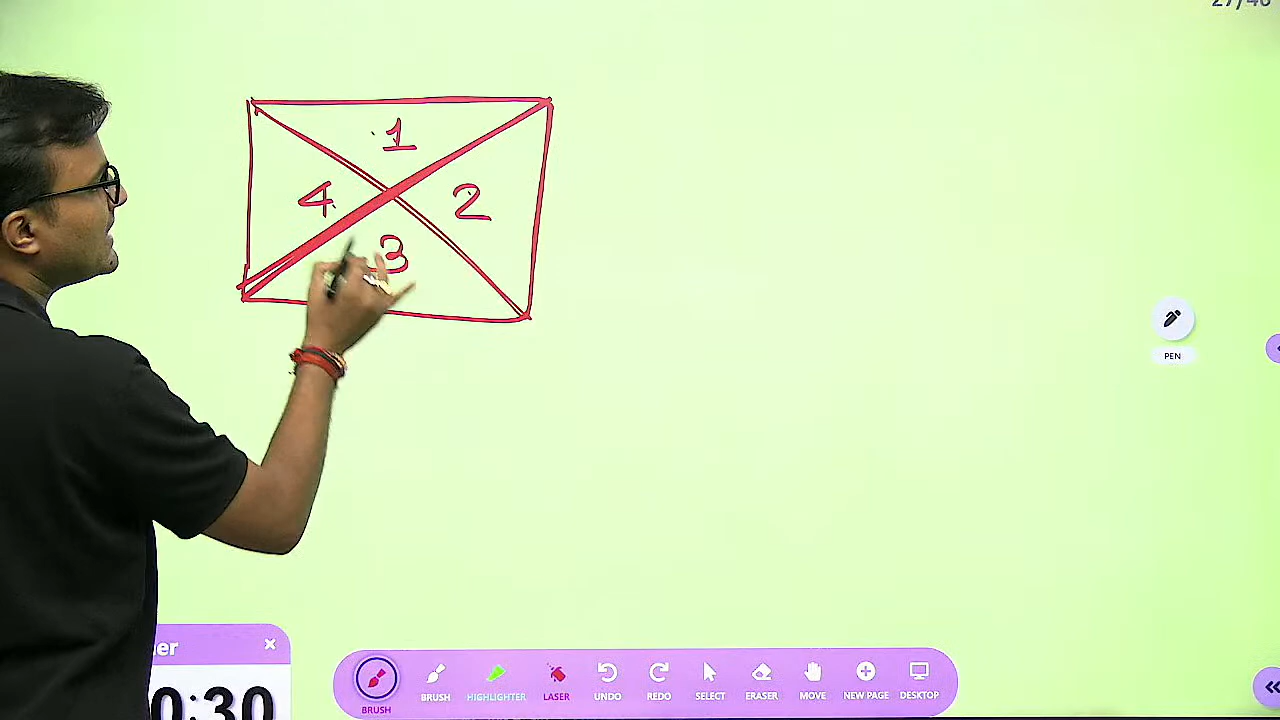 1
4
2
3
PEN
er
0:30
BRUSH
BRUSH
HIGHLIGHTER
LASER
UNDO
REDO
SELECT
ERASER
MOVE
NEW PAGE
DESKTOP